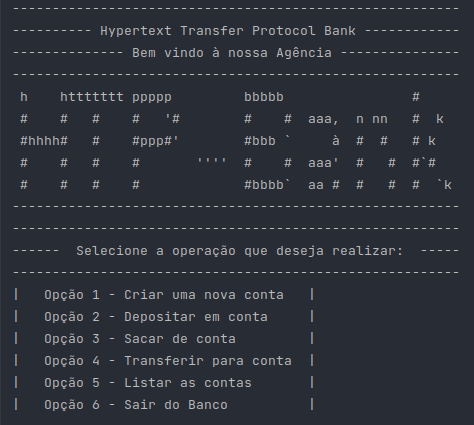 --------------------------------------------------------
---------- Hypertext Transfer Protocol Bank ------------
-------------- Bem vindo à nossa Agência ---------------
--------------------------------------------------------
 h    httttttt ppppp         bbbbb                #
 #    #   #    #   '#        #    #  aaa,  n nn   #  k
 #hhhh#   #    #ppp#'        #bbb `     à  #  #   # k
 #    #   #    #       ''''  #    #  aaa'  #   #  #`#
 #    #   #    #             #bbbb`  aa #  #   #  #  `k
--------------------------------------------------------
--------------------------------------------------------
------  Selecione a operação que deseja realizar:  -----
--------------------------------------------------------
|   Opção 1 - Criar uma nova conta   |
|   Opção 2 - Depositar em conta     |
|   Opção 3 - Sacar de conta         |
|   Opção 4 - Transferir para conta  |
|   Opção 5 - Listar as contas       |
|   Opção 6 - Sair do Banco          |